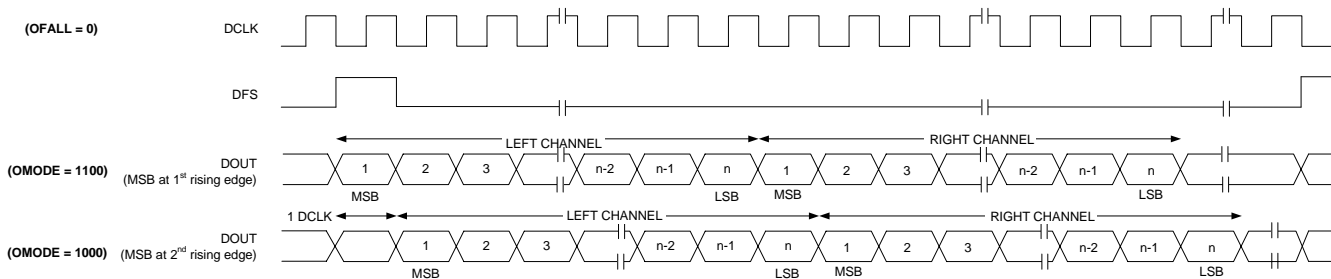 (OFALL = 0) DCLK
DFS
LEFT CHANNEL RIGHT CHANNEL
(OMODE = 1100) DOUT 1 2 3 n-2 n-1 n 1 2 3 n-2 n-1 n
(MSB at 1st rising edge)
MSB LSB MSB LSB
1 DCLK LEFT CHANNEL RIGHT CHANNEL
(OMODE = 1000) DOUT 1 2 3 n-2 n-1 n 1 2 3 n-2 n-1 n
(MSB at 2nd rising edge)
MSB LSB MSB LSB